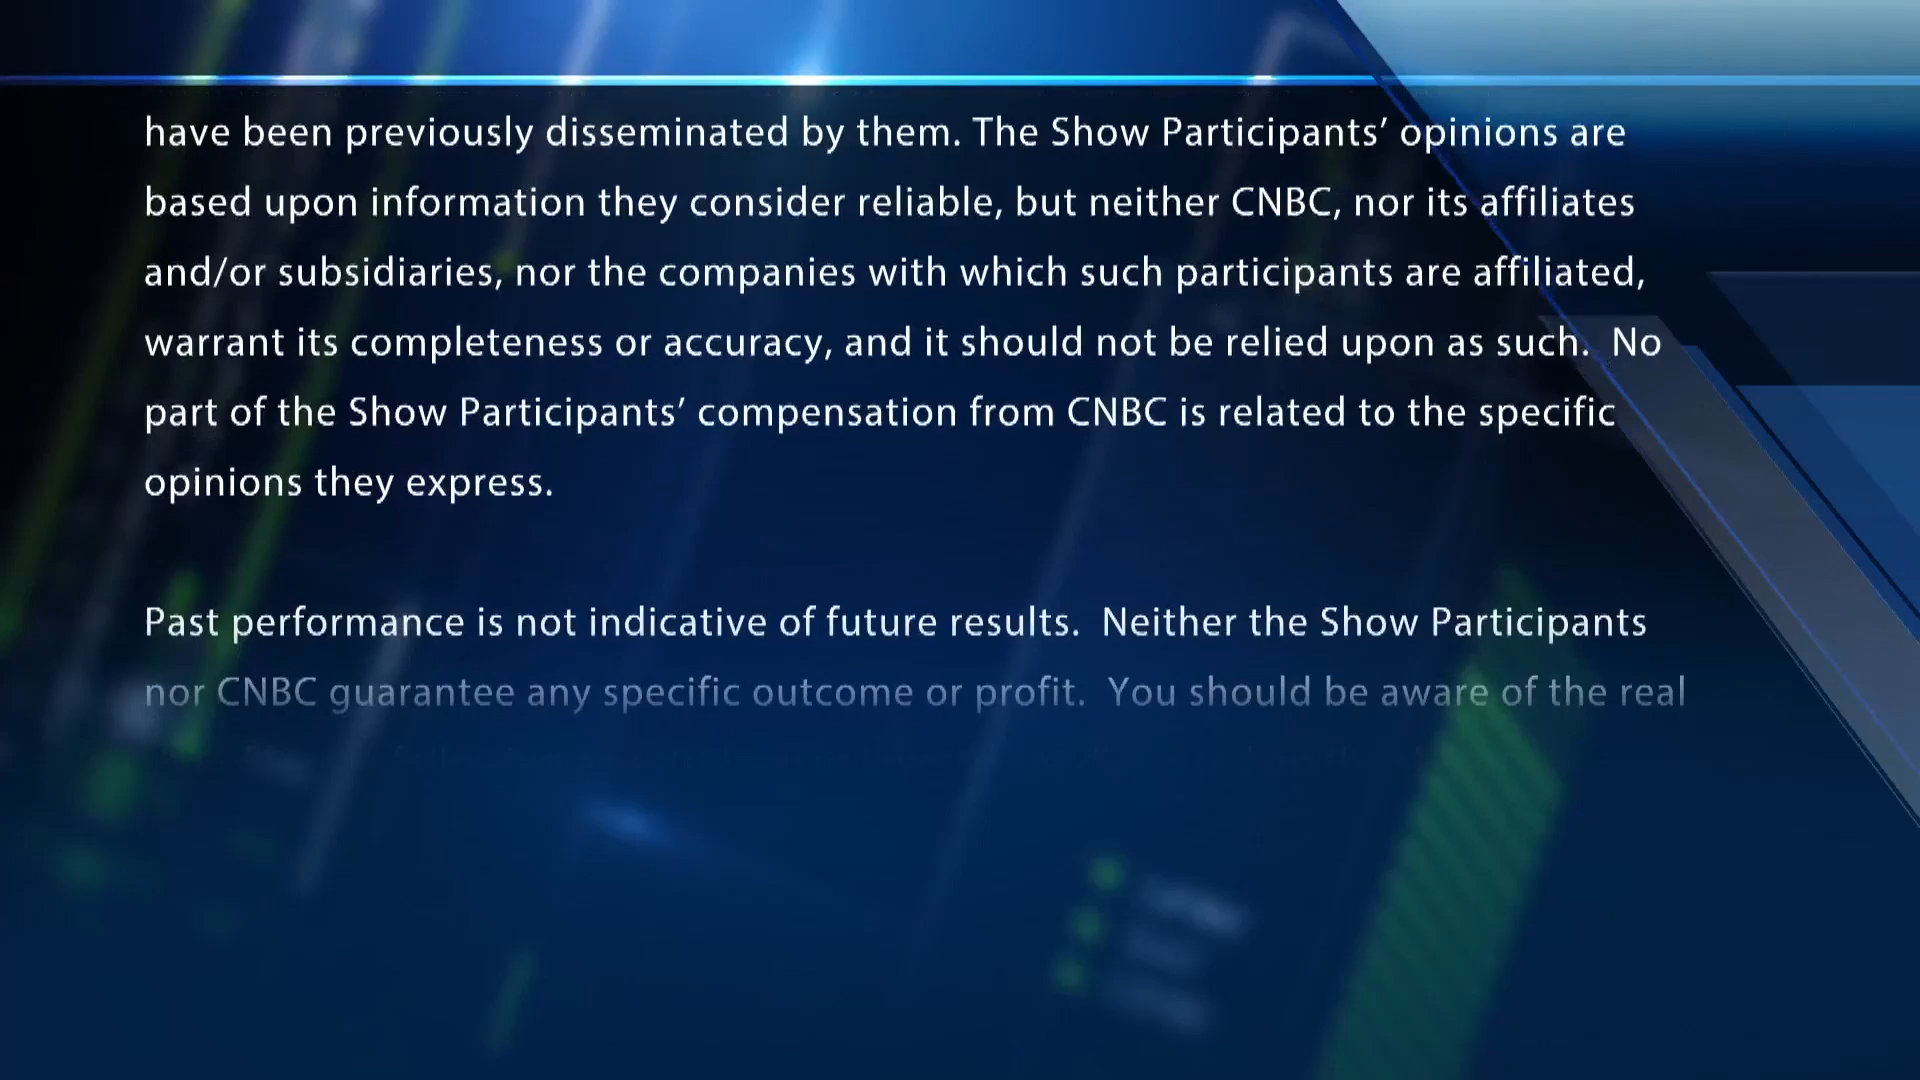 have been previously disseminated by them. The Show Participants’ opinions are
based upon information they consider reliable, but neither CNBC, nor its affiliates
and/or subsidiaries, nor the companies with which such participants are affiliated,
warrant its completeness or accuracy, and it should not be relied upon as such.  No
part of the Show Participants’ compensation from CNBC is related to the specific
opinions they express.
Past performance is not indicative of future results.  Neither the Show Participants
nor CNBC guarantee any specific outcome or profit.  You should be aware of the real